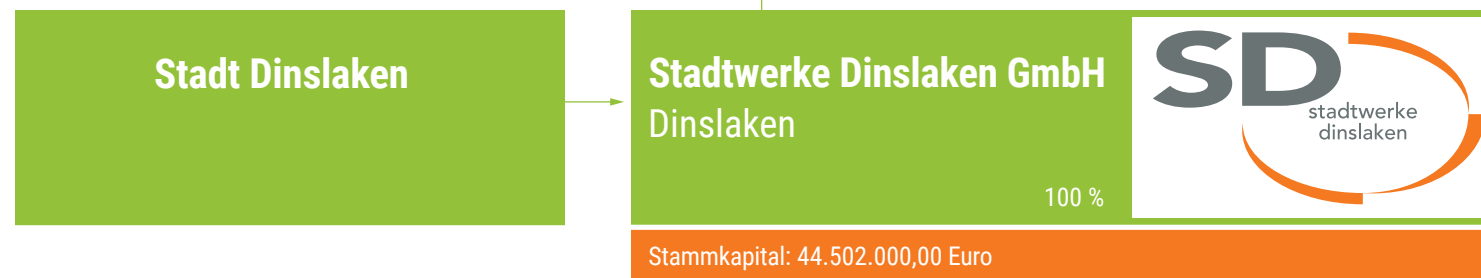 Stadt Dinslaken
Stadtwerke Dinslaken GmbH
Dinslaken
100 %
SD
stadtwerke
dinslaken
Stammkapital: 44.502.000,00 Euro